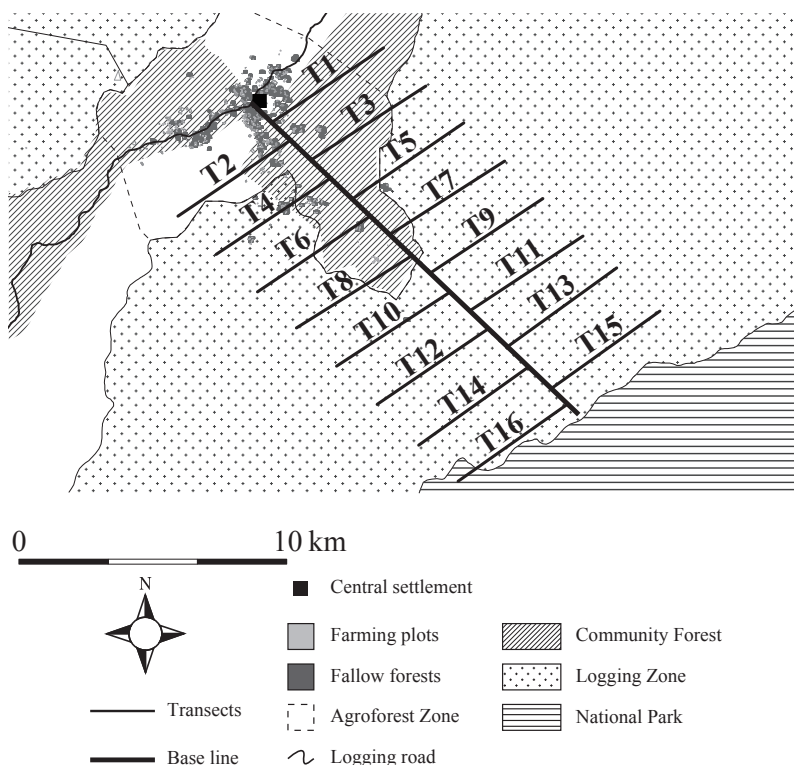 T1
T3
T2
T5
T4
T7
T6
T9
T8
T11
T10
T13
T12
T15
T14
T16
0 10 km
N
Central settlement
Farming plots
Community Forest
Fallow forests
Logging Zone
Transects
Agroforest Zone
National Park
Base line
Logging road